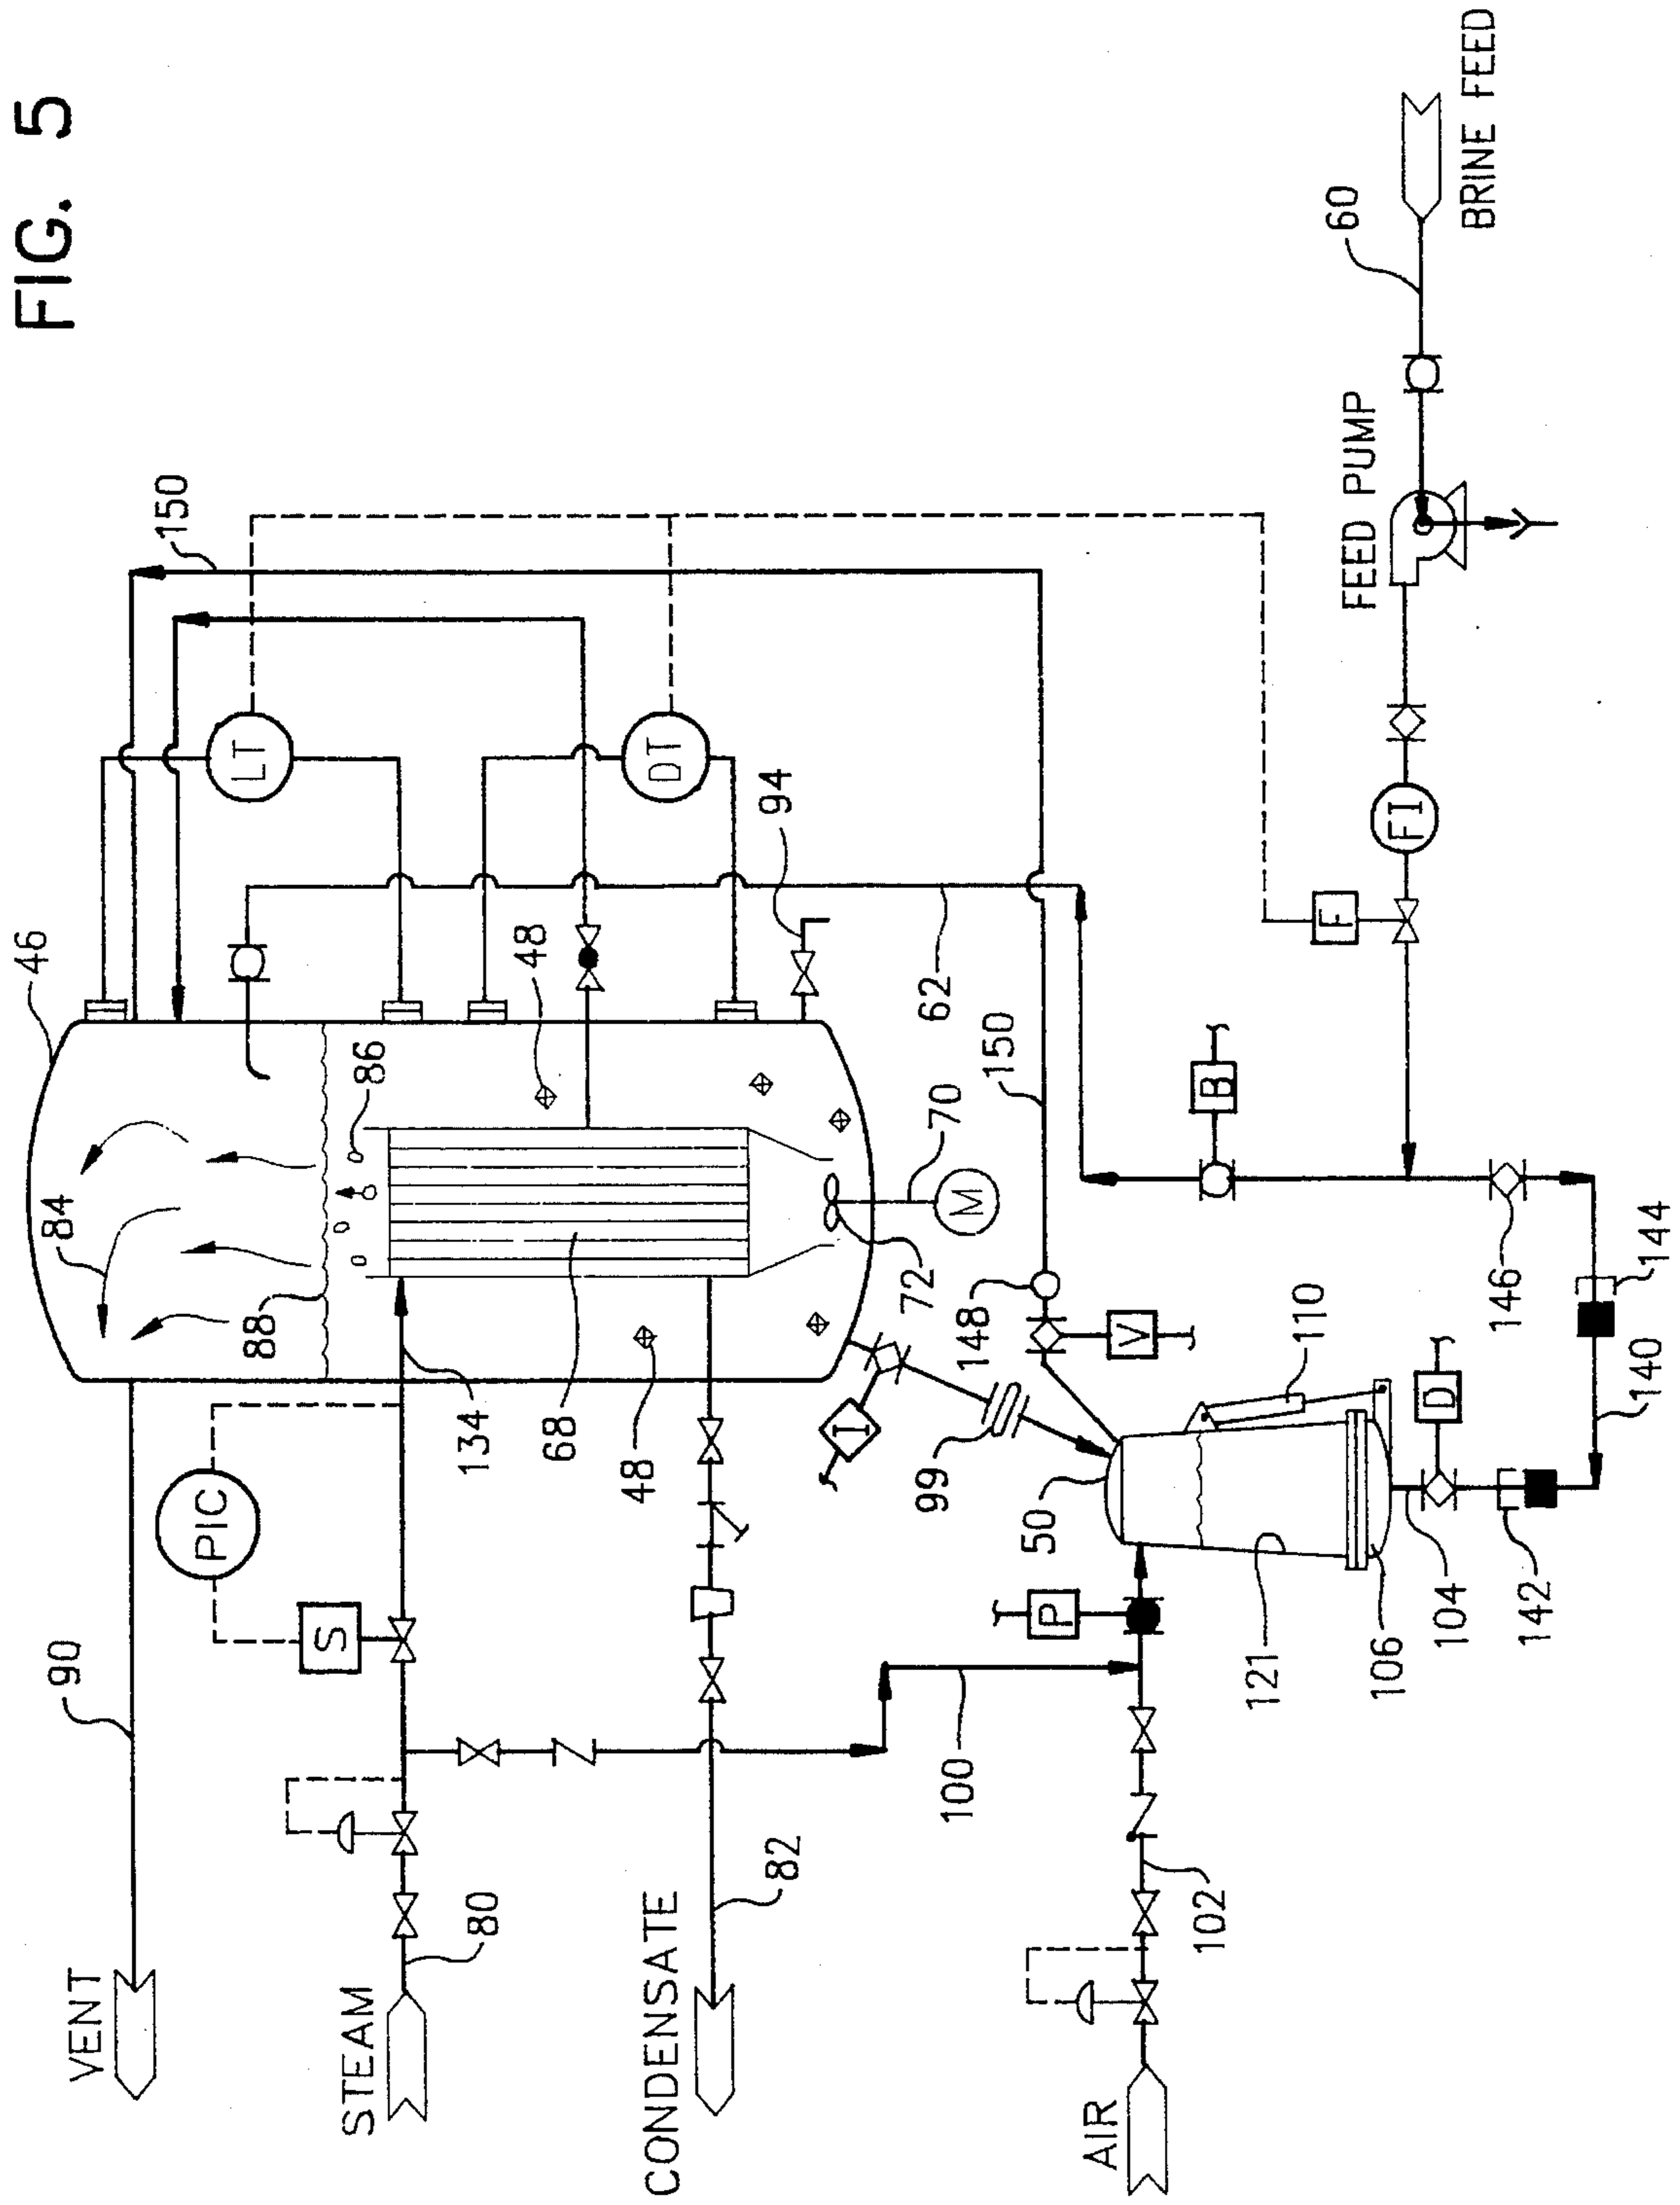 FIG. 5
VENT
90
84
46
150
STEAM
80
PIC
S
134
88
86
LT
CONDENSATE
82
68
48
48
DT
94
I
99
72
70
M
62
150
60
BRINE FEED
FEED PUMP
FI
F
B
148
V
100
AIR
102
P
50
121
110
106
104
D
142
140
144
146